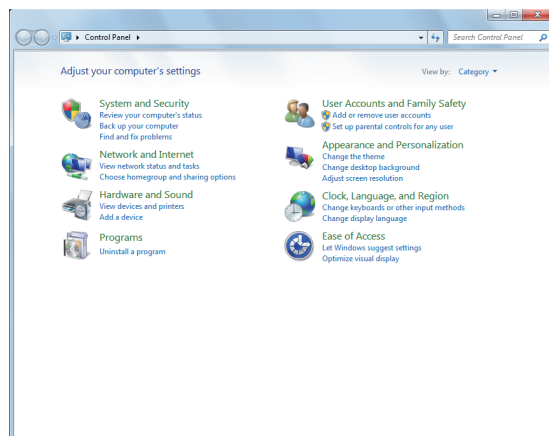 Control Panel
Search Control Panel
Adjust your computer's settings
View by: Category
System and Security
Review your computer's status
Back up your computer
Find and fix problems
Network and Internet
View network status and tasks
Choose homegroup and sharing options
Hardware and Sound
View devices and printers
Add a device
Programs
Uninstall a program
User Accounts and Family Safety
Add or remove user accounts
Set up parental controls for any user
Appearance and Personalization
Change the theme
Change desktop background
Adjust screen resolution
Clock, Language, and Region
Change keyboards or other input methods
Change display language
Ease of Access
Let Windows suggest settings
Optimize visual display